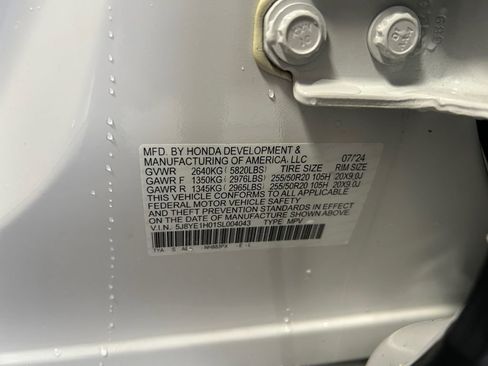 MFD. BY HONDA DEVELOPMENT &
MANUFACTURING OF AMERICA, LLC 07/24
GVWR 2640KG( 5820LBS) TIRE SIZE RIM SIZE
GAWR F 1350KG( 2976LBS) 255/50R20 105H 20X9.0J
GAWR R 1345KG( 2965LBS) 255/50R20 105H 20X9.0J
THIS VEHICLE CONFORMS TO ALL APPLICABLE
FEDERAL MOTOR VEHICLE SAFETY
AND THEFT PREVENTION STANDARDS IN EFFECT
ON THE DATE OF MANUFACTURE SHOWN ABOVE.
V.I.N. 5J8YE1H01SL004043 TYPE: MPV
TYA S